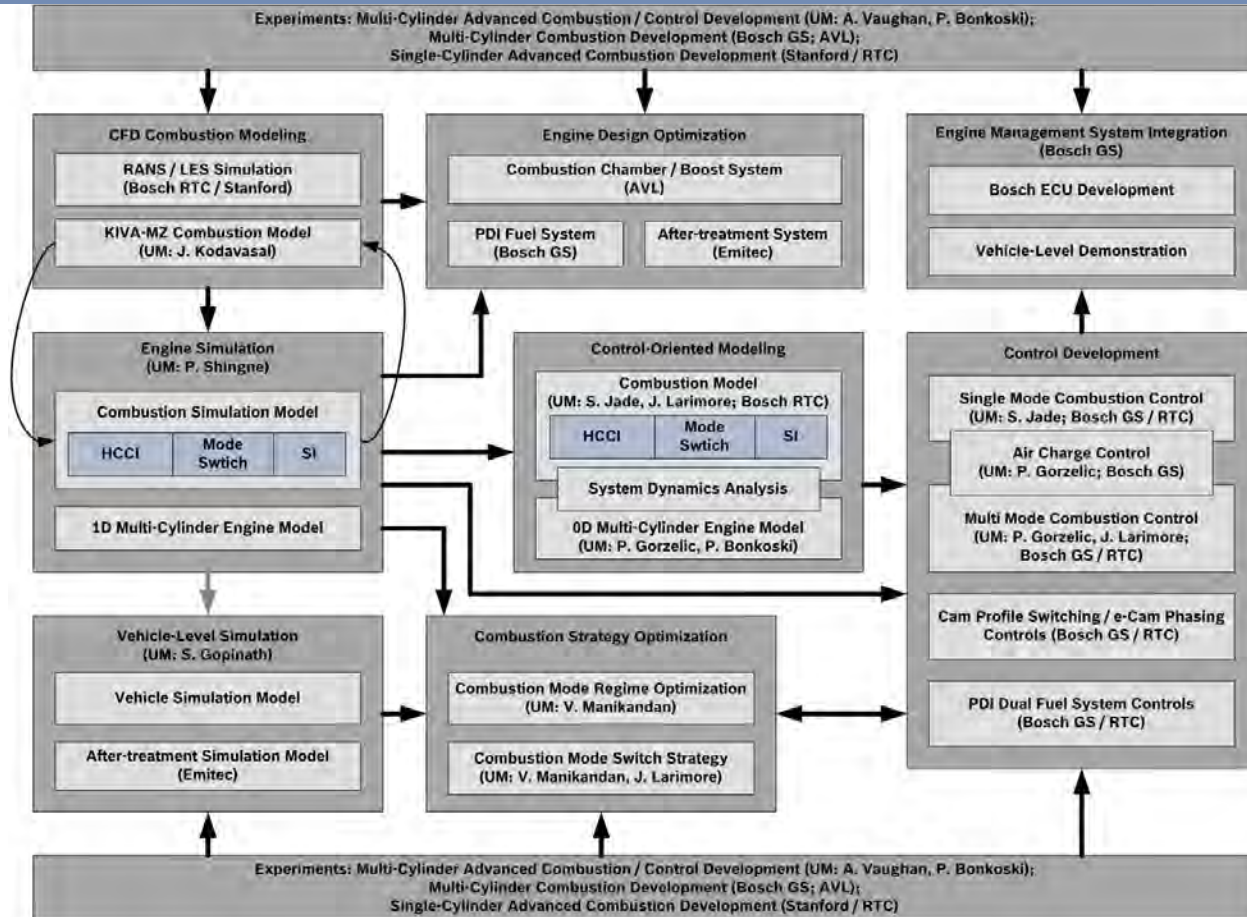 Experiments: Multi-Cylinder Advanced Combustion / Control Development (UM: A. Vaughan, P. Bonkoski);
Multi-Cylinder Combustion Development (Bosch GS; AVL);
Single-Cylinder Advanced Combustion Development (Stanford / RTC)
CFD Combustion Modeling
RANS / LES Simulation
(Bosch RTC / Stanford)
KIVA-MZ Combustion Model
(UM: J. Kodavasal)
Engine Design Optimization
Combustion Chamber / Boost System
(AVL)
PDI Fuel System
(Bosch GS)
After-treatment System
(Emitec)
Engine Management System Integration
(Bosch GS)
Bosch ECU Development
Vehicle-Level Demonstration
Engine Simulation
(UM: P. Shingne)
Combustion Simulation Model
HCCI
Mode
Swtich
SI
1D Multi-Cylinder Engine Model
Control-Oriented Modeling
Combustion Model
(UM: S. Jade, J. Larimore; Bosch RTC)
HCCI
Mode
Swtich
SI
System Dynamics Analysis
0D Multi-Cylinder Engine Model
(UM: P. Gorzelic, P. Bonkoski)
Control Development
Single Mode Combustion Control
(UM: S. Jade; Bosch GS / RTC)
Air Charge Control
(UM: P. Gorzelic; Bosch GS)
Multi Mode Combustion Control
(UM: P. Gorzelic, J. Larimore;
Bosch GS / RTC)
Cam Profile Switching / e-Cam Phasing
Controls (Bosch GS / RTC)
PDI Dual Fuel System Controls
(Bosch GS / RTC)
Vehicle-Level Simulation
(UM: S. Gopinath)
Vehicle Simulation Model
After-treatment Simulation Model
(Emitec)
Combustion Strategy Optimization
Combustion Mode Regime Optimization
(UM: V. Manikandan)
Combustion Mode Switch Strategy
(UM: V. Manikandan, J. Larimore)
Experiments: Multi-Cylinder Advanced Combustion / Control Development (UM: A. Vaughan, P. Bonkoski);
Multi-Cylinder Combustion Development (Bosch GS; AVL);
Single-Cylinder Advanced Combustion Development (Stanford / RTC)